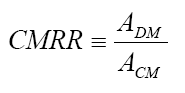 CMRR ≡ A_DM / A_CM